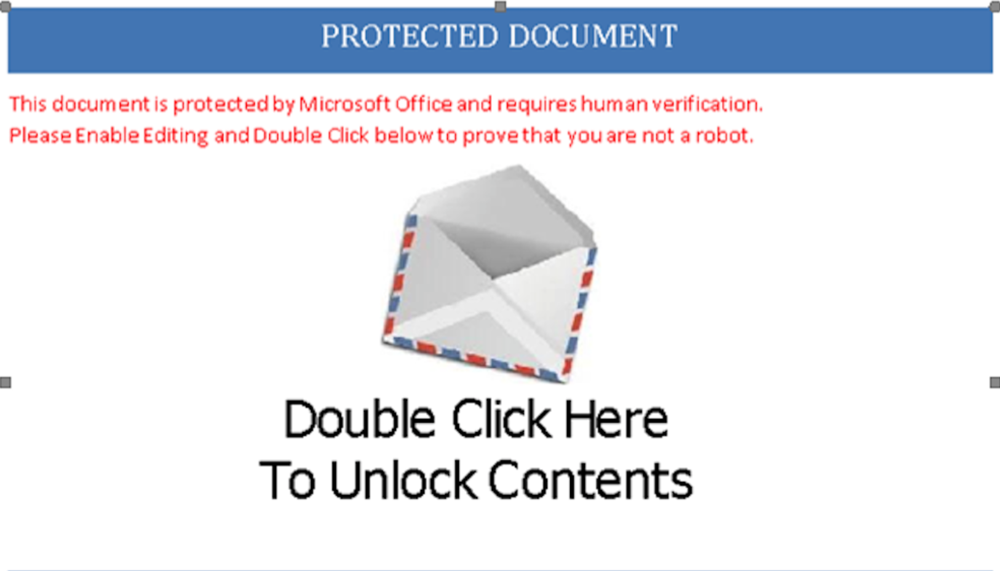 PROTECTED DOCUMENT
This document is protected by Microsoft Office and requires human verification.
Please Enable Editing and Double Click below to prove that you are not a robot.
Double Click Here
To Unlock Contents